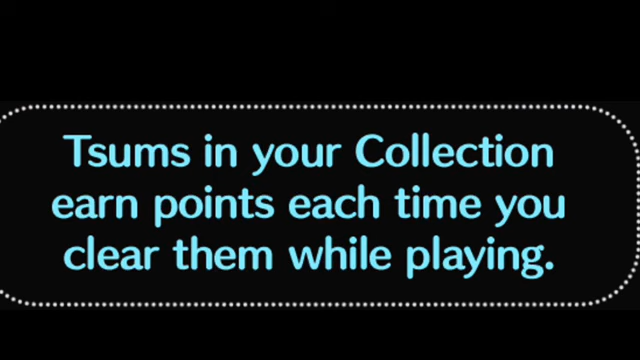 Tsums in your Collection
earn points each time you
clear them while playing.